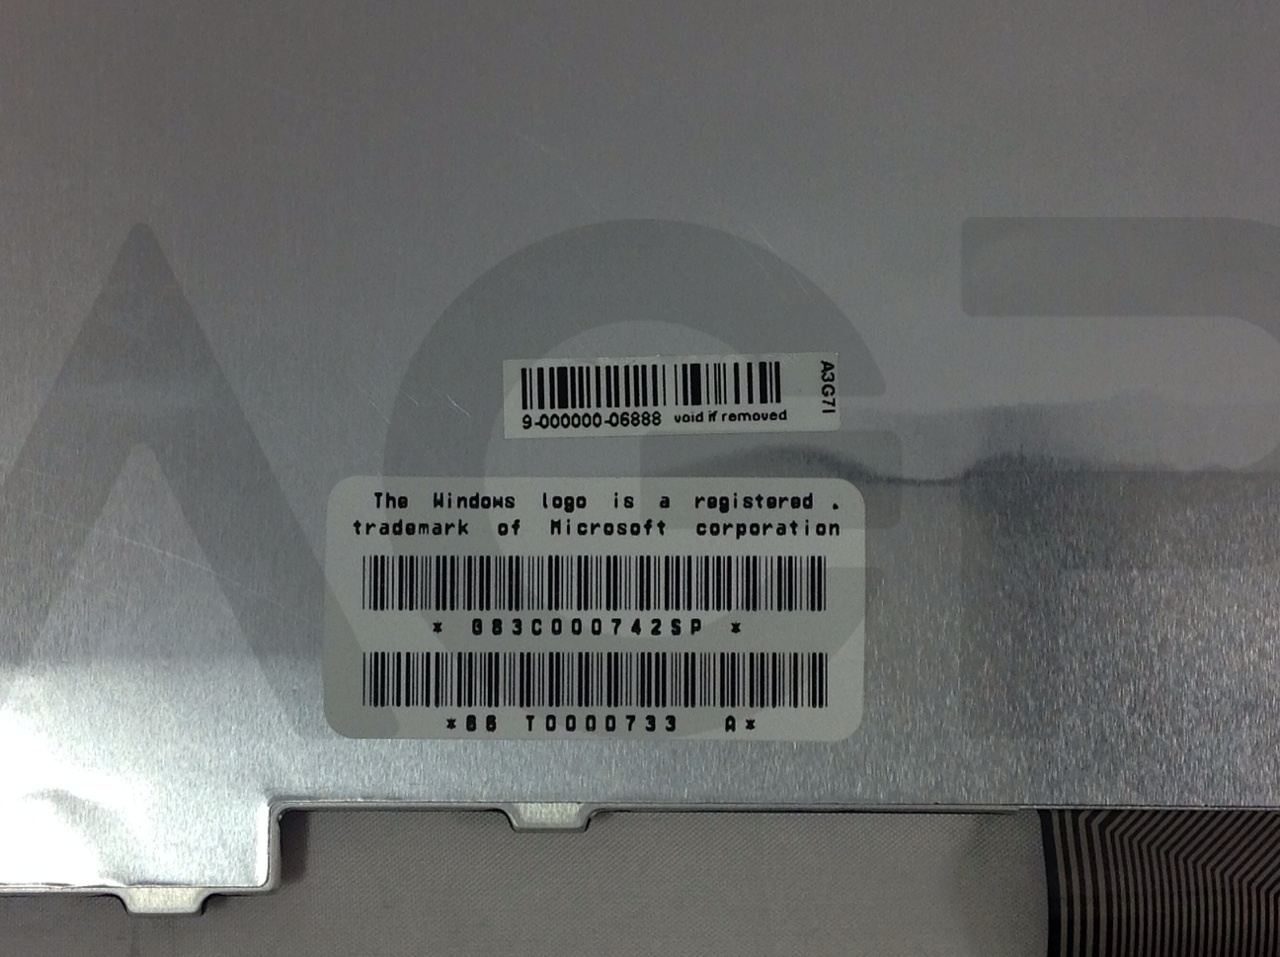 9-000000-06888 void if removed
A3G7I
The Windows logo is a registered .
trademark of Microsoft corporation
* G83C000742SP *
*G6 T0000733 A*